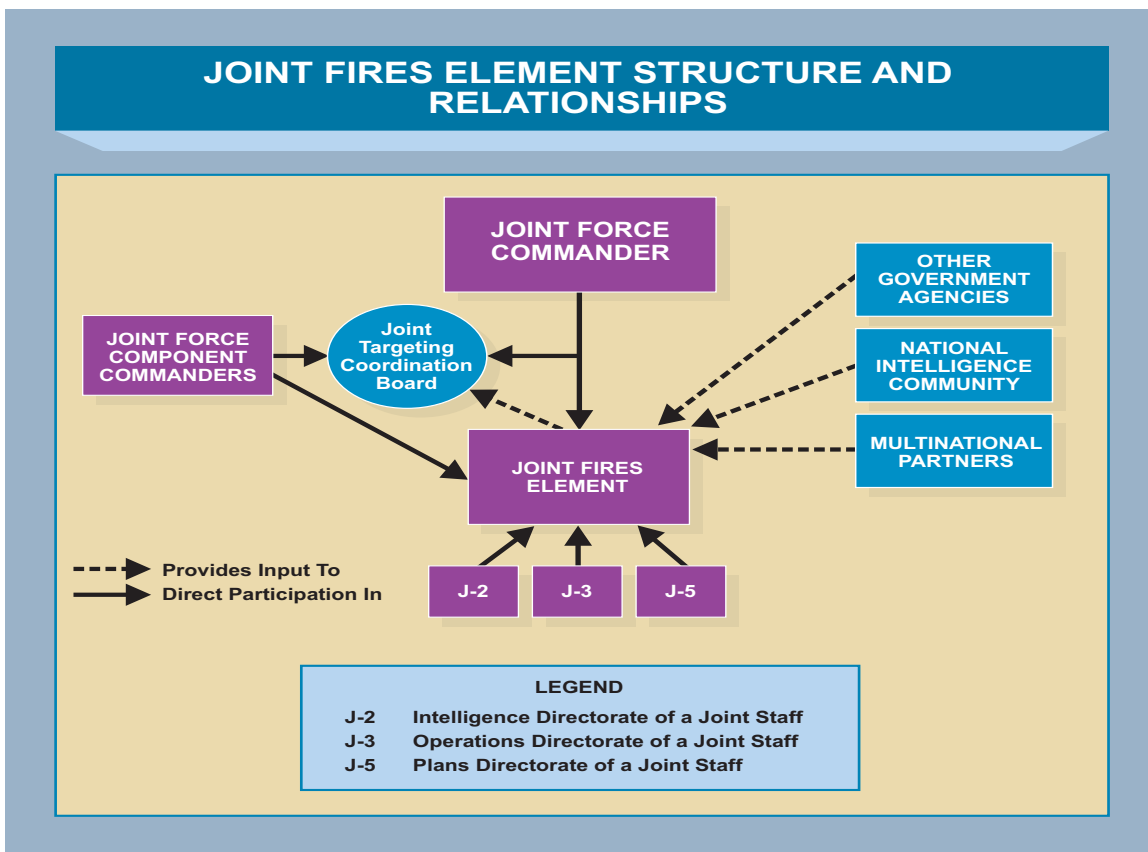 JOINT FIRES ELEMENT STRUCTURE AND
RELATIONSHIPS
JOINT FORCE
COMMANDER
OTHER
GOVERNMENT
AGENCIES
JOINT FORCE
COMPONENT
COMMANDERS
Joint
Targeting
Coordination
Board
NATIONAL
INTELLIGENCE
COMMUNITY
MULTINATIONAL
PARTNERS
JOINT FIRES
ELEMENT
Provides Input To
Direct Participation In
J-2
J-3
J-5
LEGEND
J-2 Intelligence Directorate of a Joint Staff
J-3 Operations Directorate of a Joint Staff
J-5 Plans Directorate of a Joint Staff